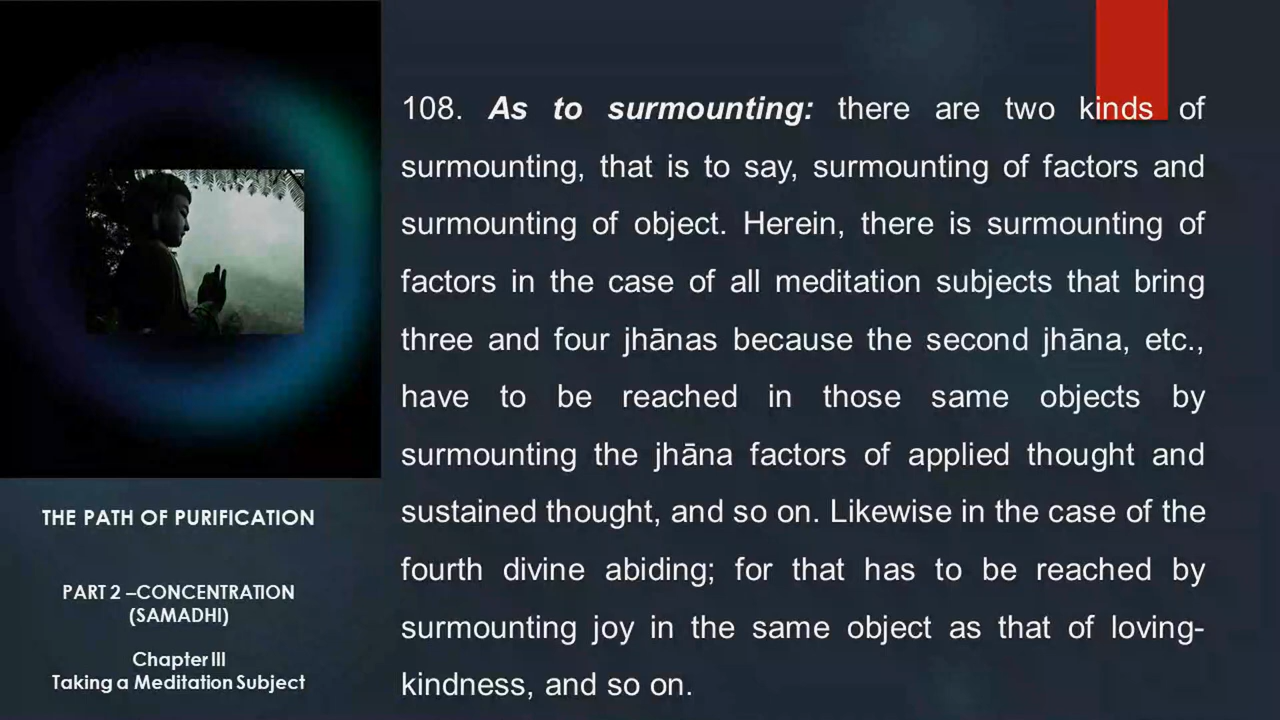 108. As to surmounting: there are two kinds of
surmounting, that is to say, surmounting of factors and
surmounting of object. Herein, there is surmounting of
factors in the case of all meditation subjects that bring
three and four jhānas because the second jhāna, etc.,
have to be reached in those same objects by
surmounting the jhāna factors of applied thought and
sustained thought, and so on. Likewise in the case of the
fourth divine abiding; for that has to be reached by
surmounting joy in the same object as that of loving-
kindness, and so on.
THE PATH OF PURIFICATION
PART 2 –CONCENTRATION
(SAMADHI)
Chapter III
Taking a Meditation Subject